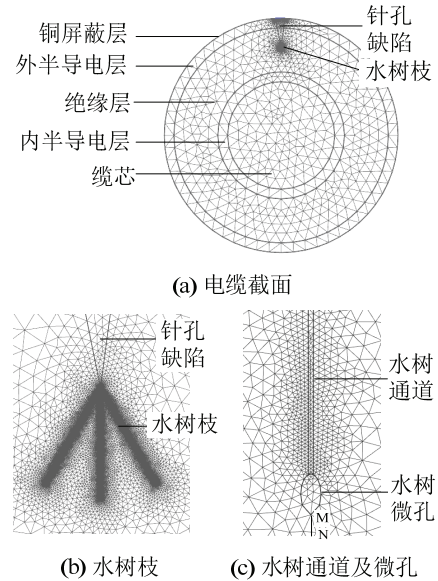 铜屏蔽层
外半导电层
绝缘层
内半导电层
缆芯
针孔
缺陷
水树枝
(a) 电缆截面
针孔
缺陷
水树枝
(b) 水树枝
水树
通道
水树
微孔
M
N
(c) 水树通道及微孔